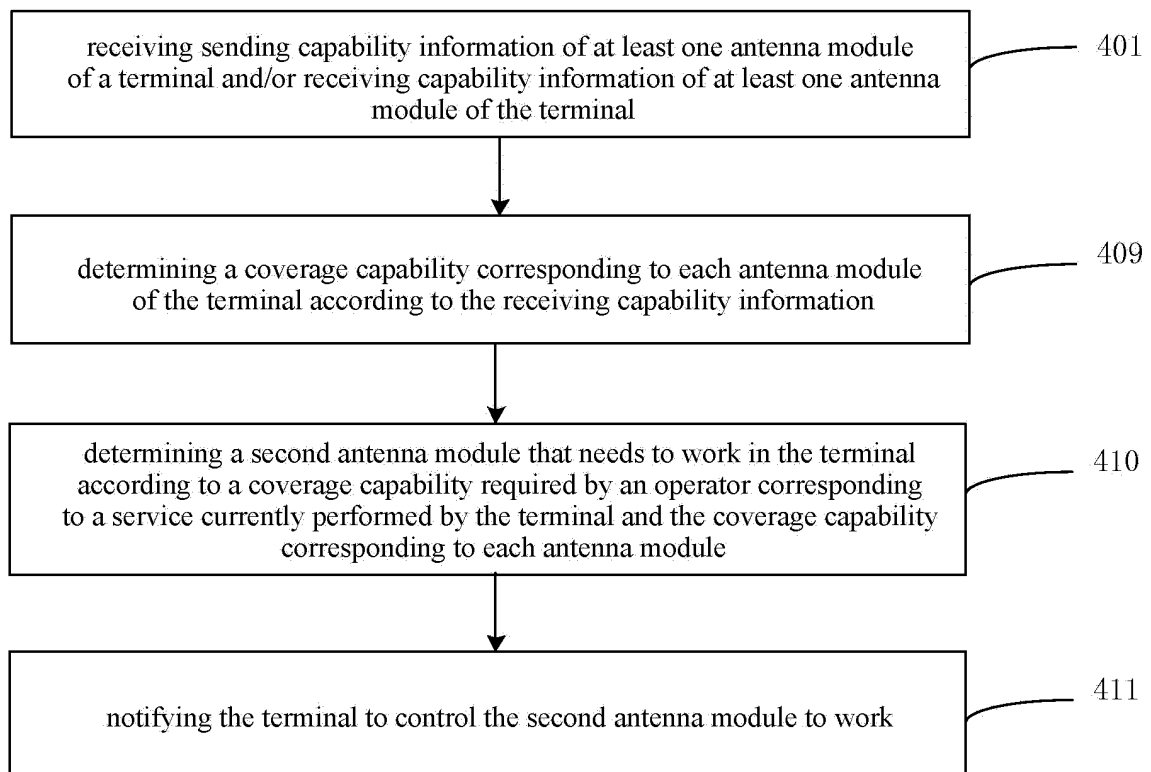 receiving sending capability information of at least one antenna module
of a terminal and/or receiving capability information of at least one antenna
module of the terminal
401
determining a coverage capability corresponding to each antenna module
of the terminal according to the receiving capability information
409
determining a second antenna module that needs to work in the terminal
according to a coverage capability required by an operator corresponding
to a service currently performed by the terminal and the coverage capability
corresponding to each antenna module
410
notifying the terminal to control the second antenna module to work
411